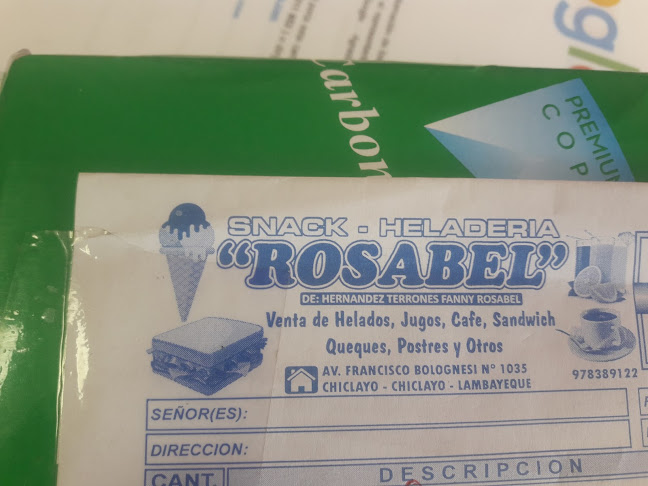 Carbon
PREMIUM
COP
SNACK - HELADERIA
"ROSABEL"
DE: HERNANDEZ TERRONES FANNY ROSABEL
Venta de Helados, Jugos, Cafe, Sandwich
Queques, Postres y Otros
AV. FRANCISCO BOLOGNESI N° 1035
CHICLAYO - CHICLAYO - LAMBAYEQUE
978389122
SEÑOR(ES):
DIRECCION:
CANT.
DESCRIPCION